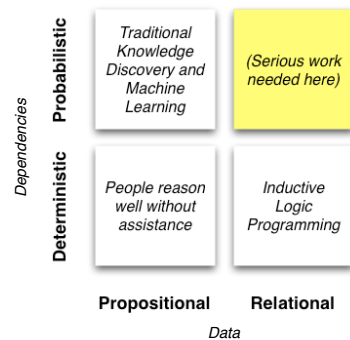 Dependencies
Probabilistic
Traditional
Knowledge
Discovery and
Machine
Learning
(Serious work
needed here)
Deterministic
People reason
well without
assistance
Inductive
Logic
Programming
Propositional
Relational
Data